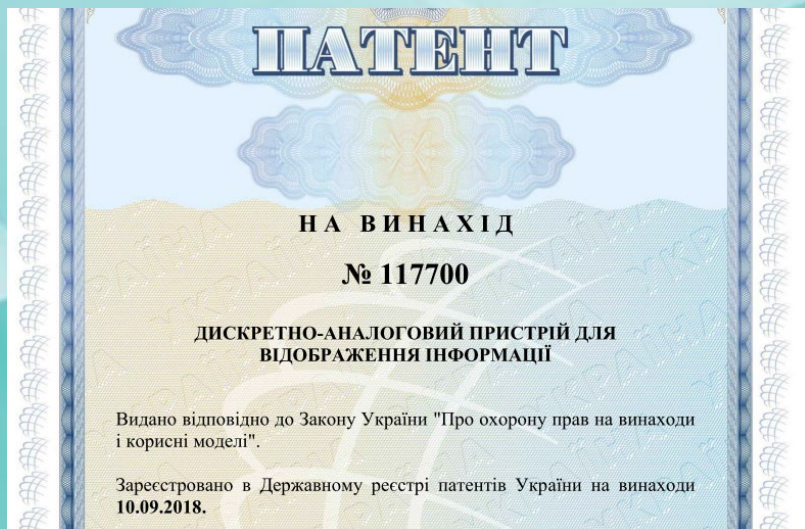 ПАТЕНТ
НА ВИНАХІД
№ 117700
ДИСКРЕТНО-АНАЛОГОВИЙ ПРИСТРІЙ ДЛЯ
ВІДОБРАЖЕННЯ ІНФОРМАЦІЇ
Видано відповідно до Закону України "Про охорону прав на винаходи
і корисні моделі".
Зареєстровано в Державному реєстрі патентів України на винаходи
10.09.2018.